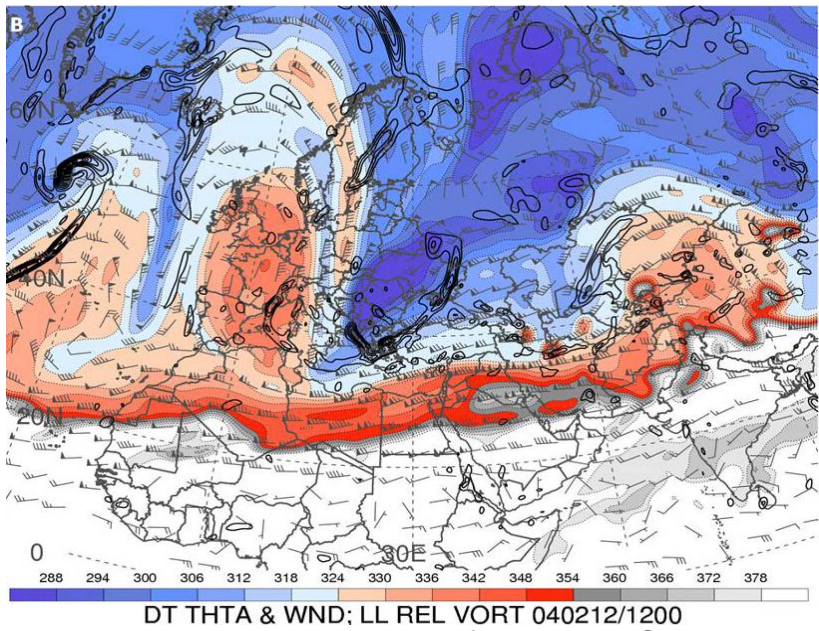 B
60N
40N
20N
0
30E
288 294 300 306 312 318 324 330 336 342 348 354 360 366 372 378
DT THTA & WND; LL REL VORT 040212/1200